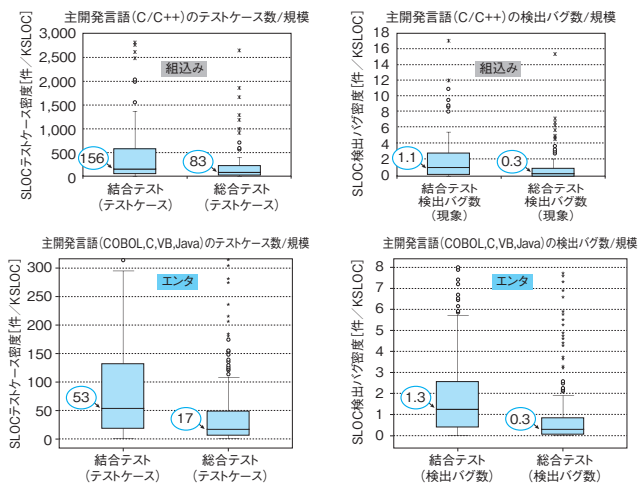 主開発言語(C/C++)のテストケース数/規模
SLOCテストケース密度[件/KSLOC]
3,000
2,500
2,000
1,500
1,000
500
0
組込み
156
83
結合テスト
(テストケース)
総合テスト
(テストケース)
主開発言語(C/C++)の検出バグ数/規模
SLOC検出バグ密度[件/KSLOC]
18
16
14
12
10
8
6
4
2
0
組込み
1.1
0.3
結合テスト
検出バグ数
(現象)
総合テスト
検出バグ数
(現象)
主開発言語(COBOL,C,VB,Java)のテストケース数/規模
SLOCテストケース密度[件/KSLOC]
300
250
200
150
100
50
0
エンタ
53
17
結合テスト
(テストケース)
総合テスト
(テストケース)
主開発言語(COBOL,C,VB,Java)の検出バグ数/規模
SLOC検出バグ密度[件/KSLOC]
8
7
6
5
4
3
2
1
0
エンタ
1.3
0.3
結合テスト
(検出バグ数)
総合テスト
(検出バグ数)